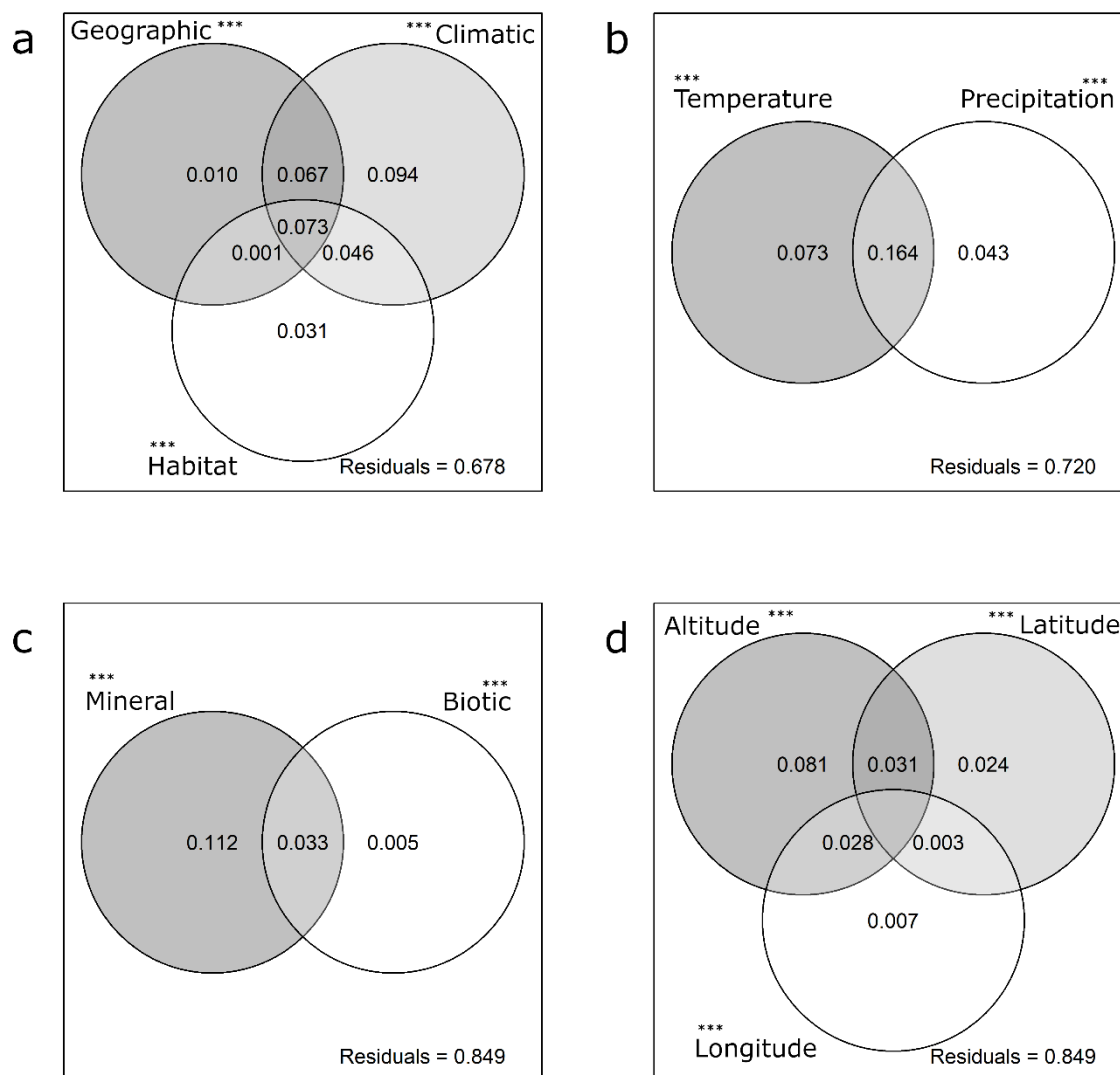 a
Geographic ***
*** Climatic
0.010
0.067
0.094
0.073
0.001
0.046
0.031
***
Habitat
Residuals = 0.678
b
***
Temperature
***
Precipitation
0.073
0.164
0.043
Residuals = 0.720
c
***
Mineral
***
Biotic
0.112
0.033
0.005
Residuals = 0.849
d
Altitude ***
*** Latitude
0.081
0.031
0.024
0.028
0.003
0.007
***
Longitude
Residuals = 0.849